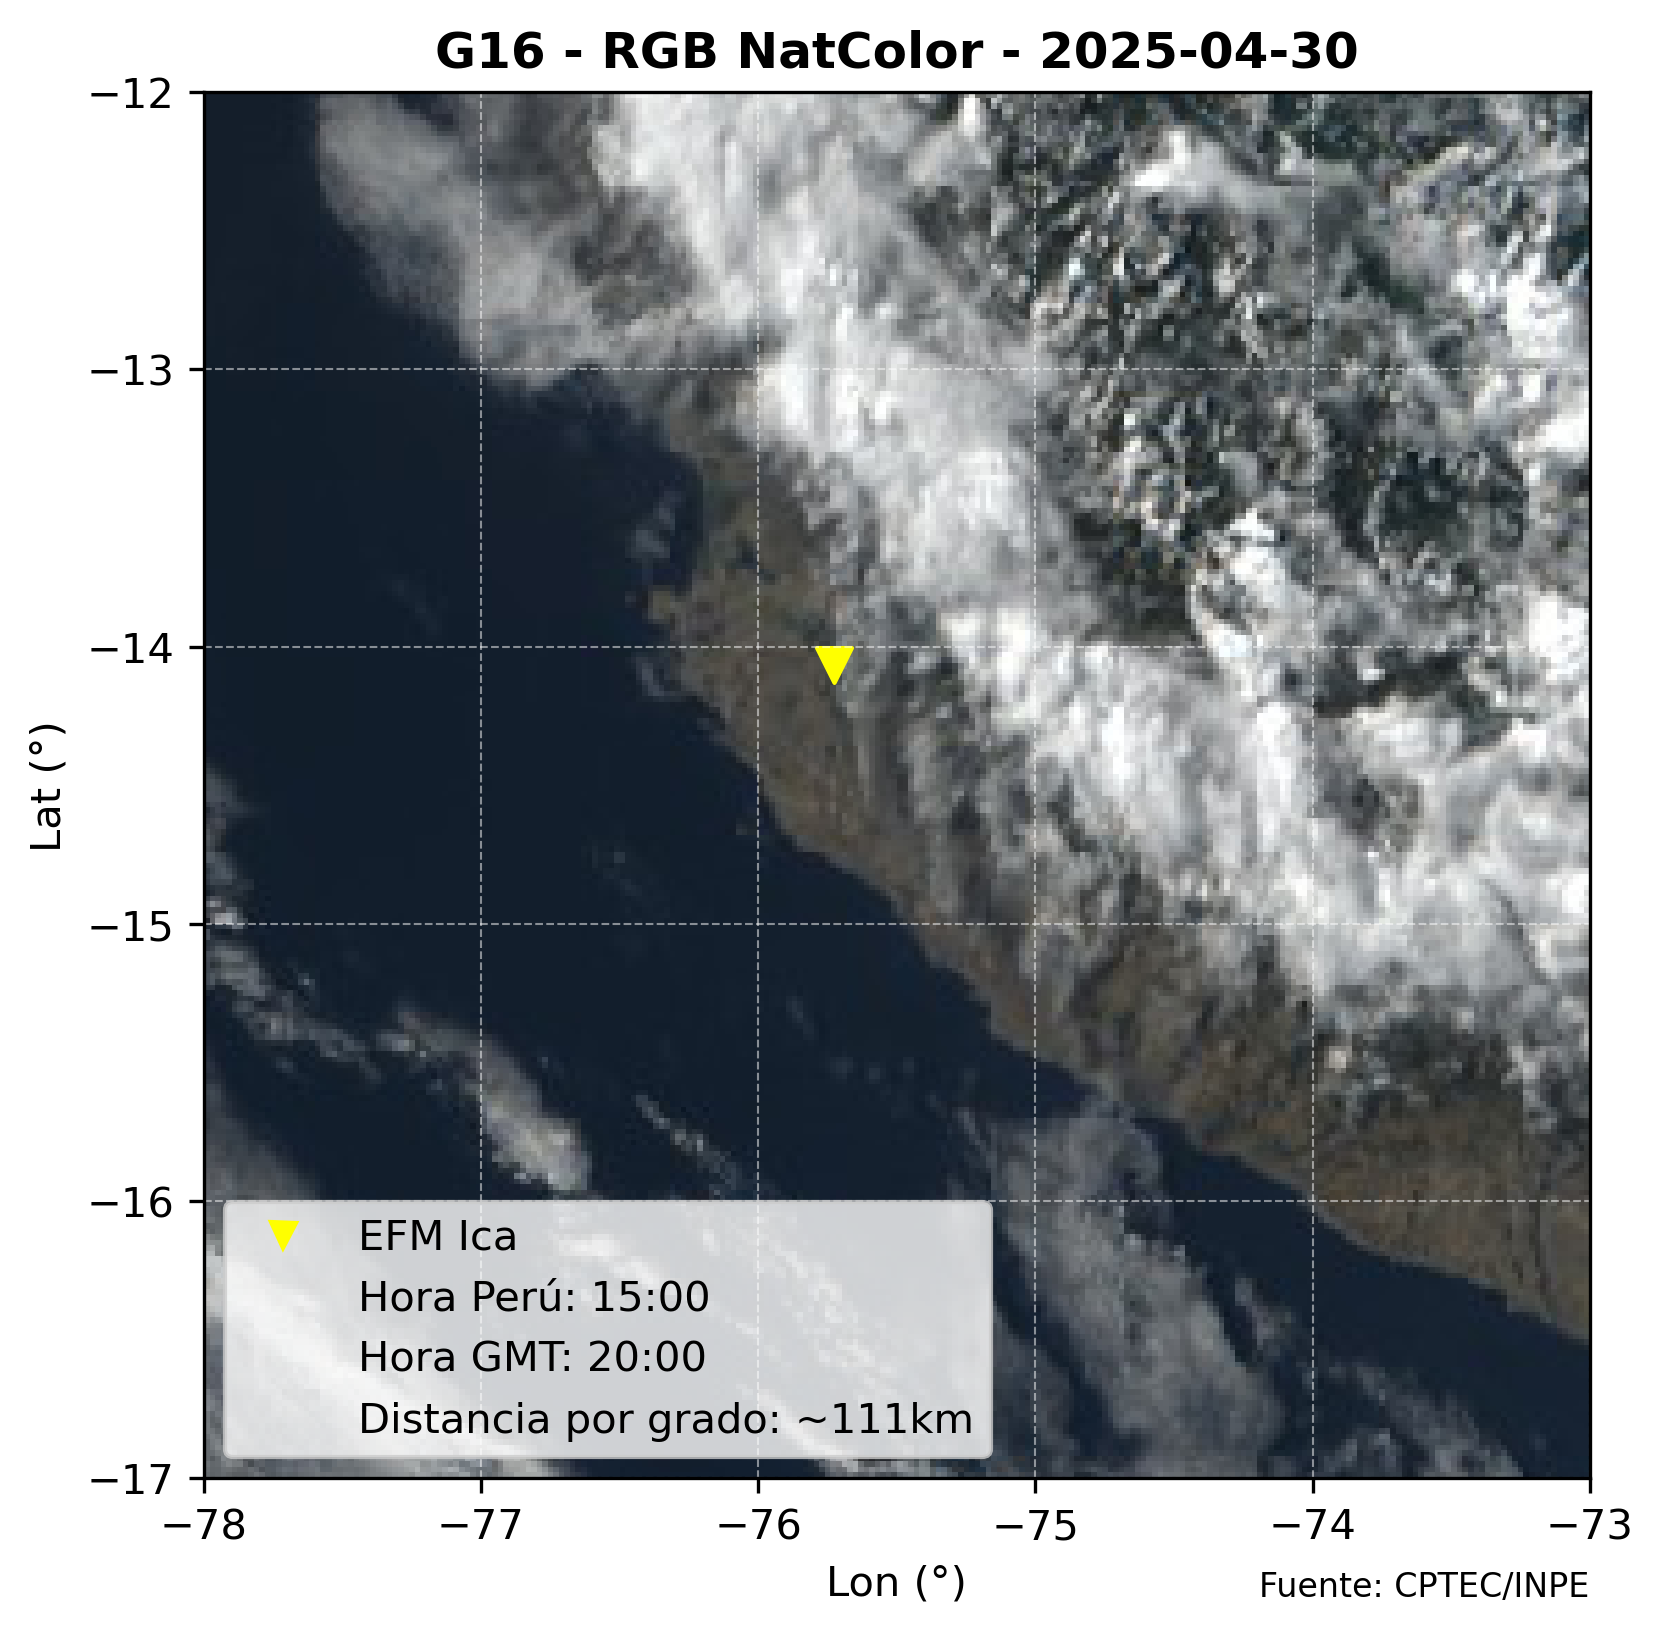 G16 - RGB NatColor - 2025-04-30
−12
−13
−14
−15
−16
−17
Lat (°)
EFM Ica
Hora Perú: 15:00
Hora GMT: 20:00
Distancia por grado: ~111km
−78
−77
−76
−75
−74
−73
Lon (°)
Fuente: CPTEC/INPE